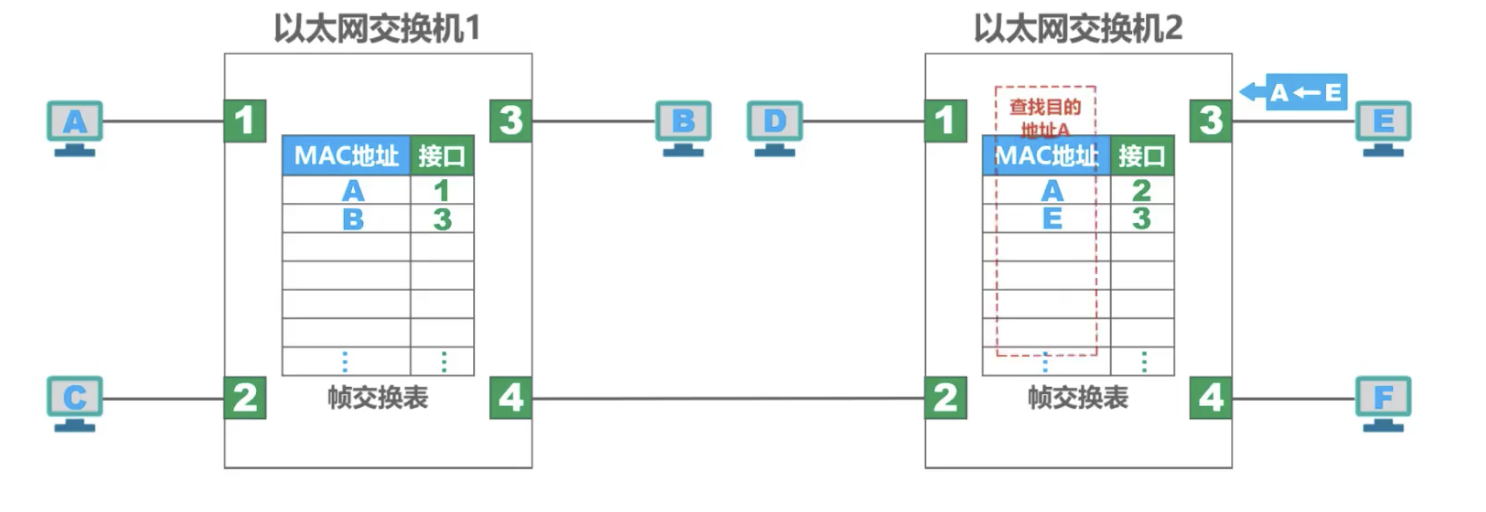 以太网交换机1
以太网交换机2
A
1
3
B
D
1
3
A←E
E
查找目的
地址A
MAC地址 接口
A 1
B 3
⋮ ⋮
MAC地址 接口
A 2
E 3
⋮ ⋮
C
2
帧交换表
4
2
帧交换表
4
F